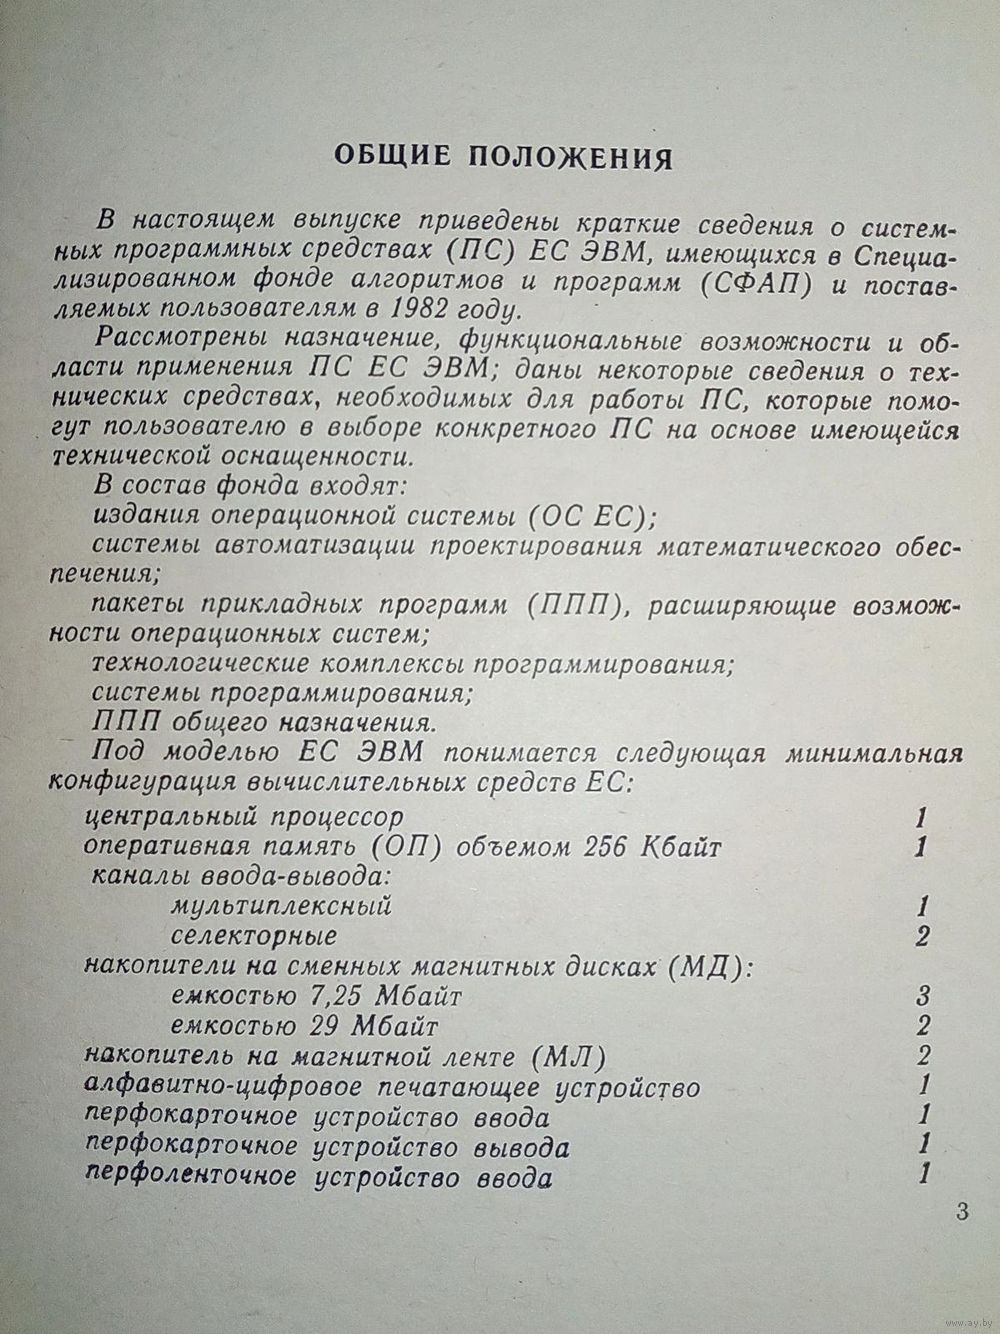 ОБЩИЕ ПОЛОЖЕНИЯ
В настоящем выпуске приведены краткие сведения о систем-
ных программных средствах (ПС) ЕС ЭВМ, имеющихся в Специа-
лизированном фонде алгоритмов и программ (СФАП) и постав-
ляемых пользователям в 1982 году.
Рассмотрены назначение, функциональные возможности и об-
ласти применения ПС ЕС ЭВМ; даны некоторые сведения о тех-
нических средствах, необходимых для работы ПС, которые помо-
гут пользователю в выборе конкретного ПС на основе имеющейся
технической оснащенности.
В состав фонда входят:
издания операционной системы (ОС ЕС);
системы автоматизации проектирования математического обес-
печения;
пакеты прикладных программ (ППП), расширяющие возмож-
ности операционных систем;
технологические комплексы программирования;
системы программирования;
ППП общего назначения.
Под моделью ЕС ЭВМ понимается следующая минимальная
конфигурация вычислительных средств ЕС:
центральный процессор 1
оперативная память (ОП) объемом 256 Кбайт 1
каналы ввода-вывода:
мультиплексный 1
селекторные 2
накопители на сменных магнитных дисках (МД):
емкостью 7,25 Мбайт 3
емкостью 29 Мбайт 2
накопитель на магнитной ленте (МЛ) 2
алфавитно-цифровое печатающее устройство 1
перфокарточное устройство ввода 1
перфокарточное устройство вывода 1
перфоленточное устройство ввода 1
3
www.ay.by